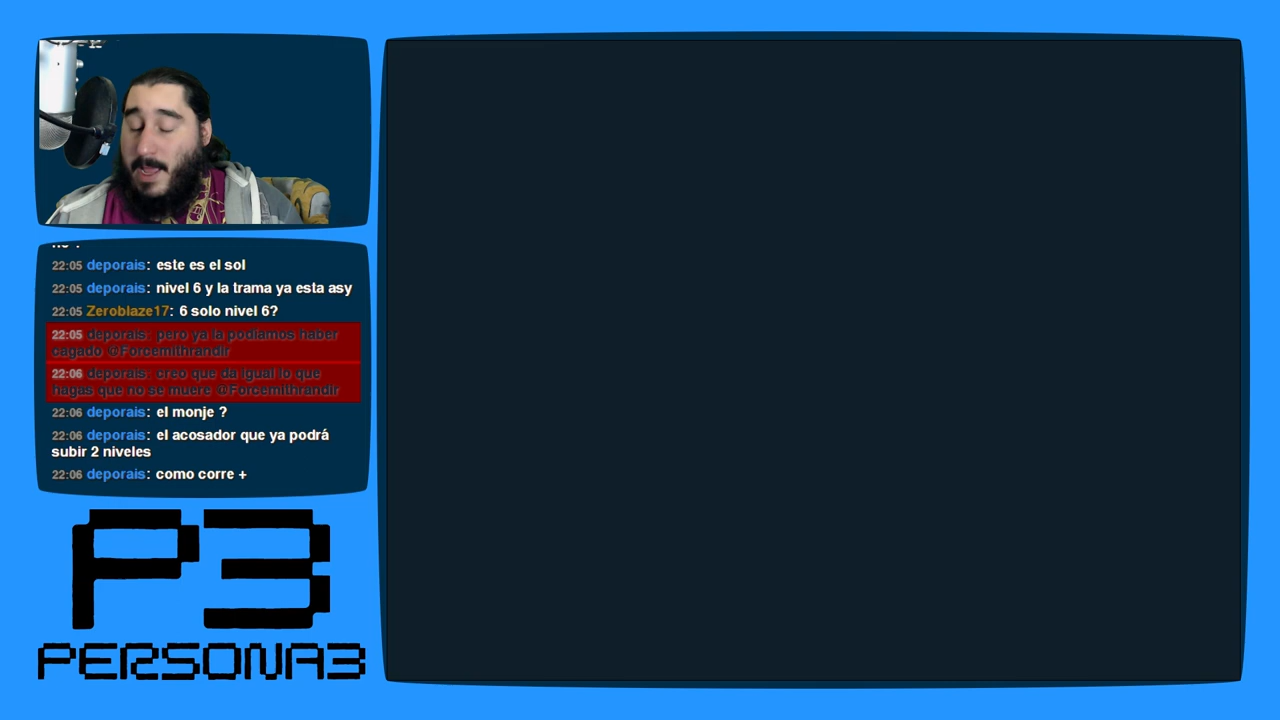 22:05 deporais: este es el sol
22:05 deporais: nivel 6 y la trama ya esta asy
22:05 Zeroblaze17: 6 solo nivel 6?
22:05 deporais: pero ya la podiamos haber
cagado @Forcemithrandir
22:06 deporais: creo que da igual lo que
hagas que no se muere @Forcemithrandir
22:06 deporais: el monje ?
22:06 deporais: el acosador que ya podrá
subir 2 niveles
22:06 deporais: como corre +
P3
PERSONA3